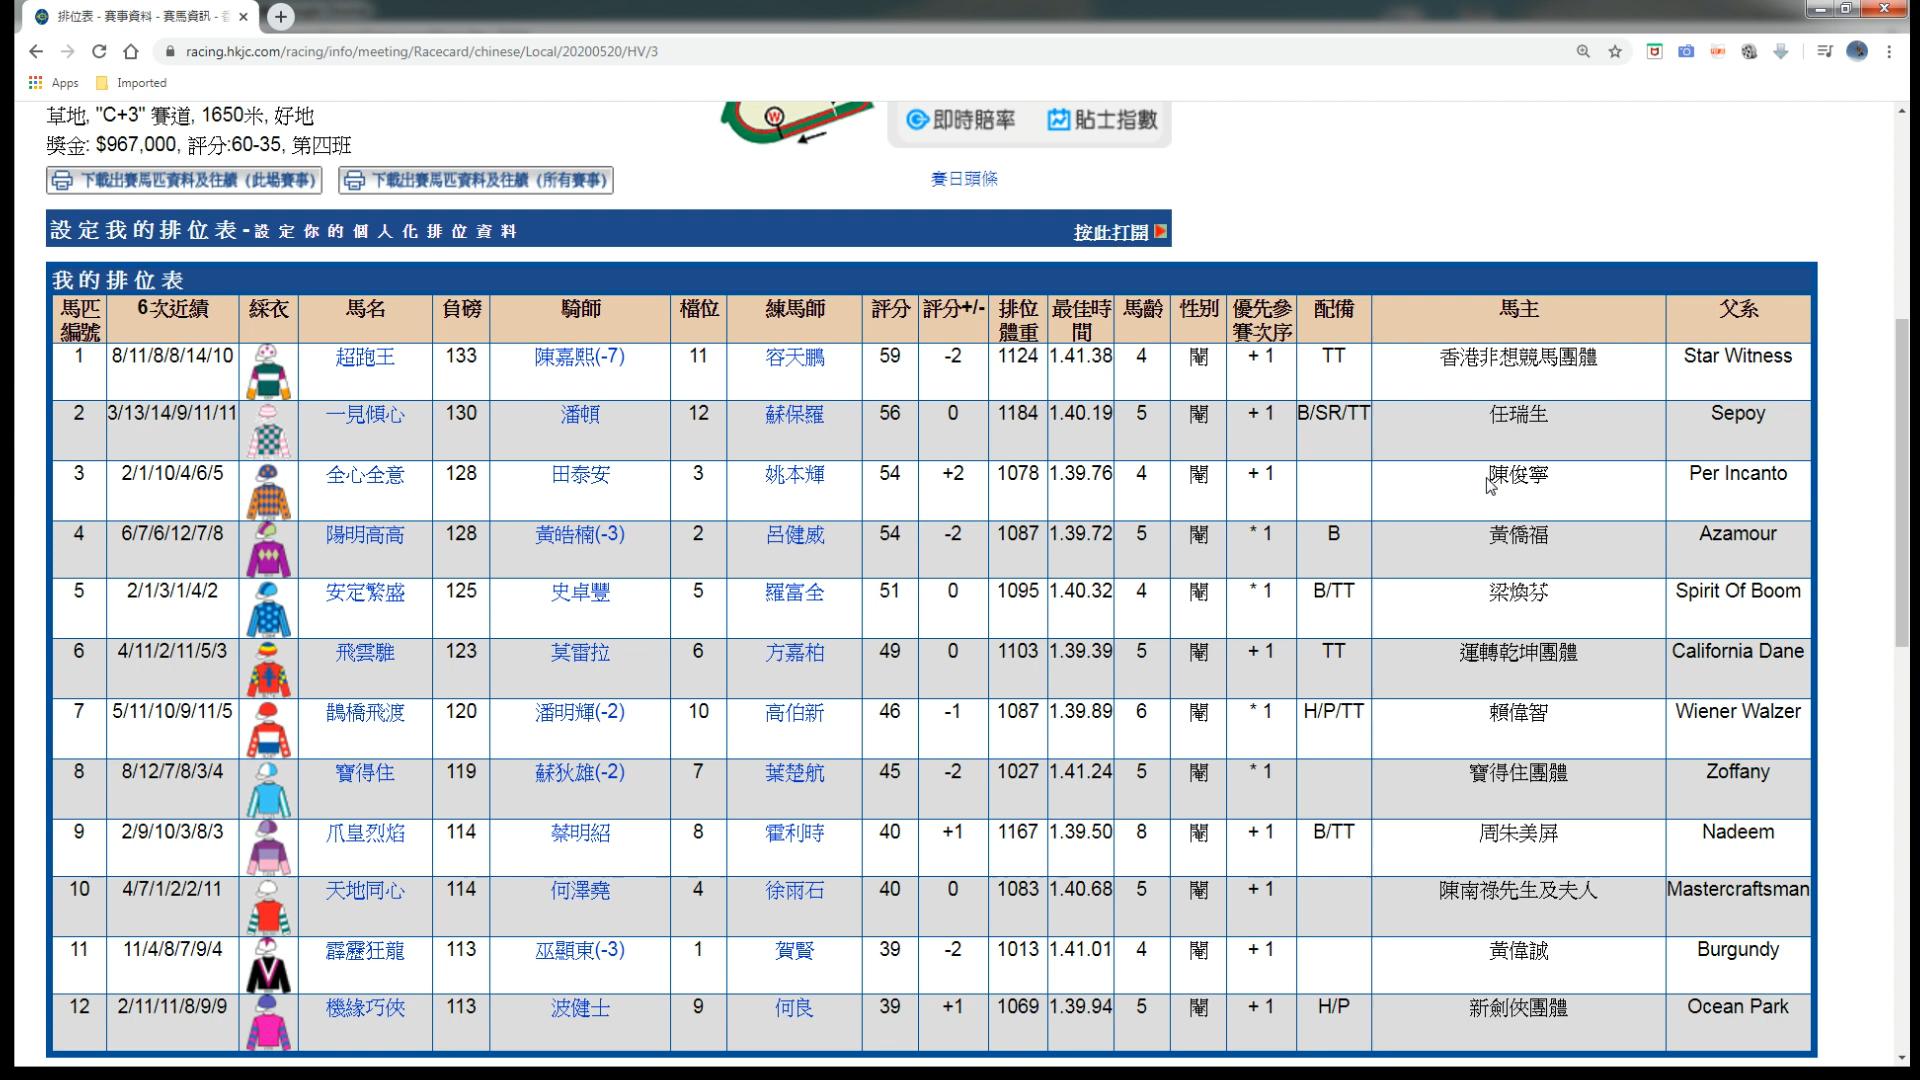 排位表 - 賽事資料 - 賽馬資訊 -
racing.hkjc.com/racing/info/meeting/Racecard/chinese/Local/20200520/HV/3
Apps Imported
草地, "C+3" 賽道, 1650米, 好地
獎金: $967,000, 評分:60-35, 第四班
W
即時賠率 貼士指數
下載出賽馬匹資料及往績 (此場賽事) 下載出賽馬匹資料及往績 (所有賽事)
賽日頭條
設定我的排位表-設定你的個人化排位資料 按此打開
我的排位表
馬匹編號 6次近績 綵衣 馬名 負磅 騎師 檔位 練馬師 評分 評分+/- 排位體重 最佳時間 馬齡 性別 優先參賽次序 配備 馬主 父系
1 8/11/8/8/14/10 超跑王 133 陳嘉熙(-7) 11 容天鵬 59 -2 1124 1.41.38 4 閹 + 1 TT 香港非想競馬團體 Star Witness
2 3/13/14/9/11/11 一見傾心 130 潘頓 12 蘇保羅 56 0 1184 1.40.19 5 閹 + 1 B/SR/TT 任瑞生 Sepoy
3 2/1/10/4/6/5 全心全意 128 田泰安 3 姚本輝 54 +2 1078 1.39.76 4 閹 + 1 陳俊寧 Per Incanto
4 6/7/6/12/7/8 陽明高高 128 黃皓楠(-3) 2 呂健威 54 -2 1087 1.39.72 5 閹 * 1 B 黃僑福 Azamour
5 2/1/3/1/4/2 安定繁盛 125 史卓豐 5 羅富全 51 0 1095 1.40.32 4 閹 * 1 B/TT 梁煥芬 Spirit Of Boom
6 4/11/2/11/5/3 飛雲騅 123 莫雷拉 6 方嘉柏 49 0 1103 1.39.39 5 閹 + 1 TT 運轉乾坤團體 California Dane
7 5/11/10/9/11/5 鵲橋飛渡 120 潘明輝(-2) 10 高伯新 46 -1 1087 1.39.89 6 閹 * 1 H/P/TT 賴偉智 Wiener Walzer
8 8/12/7/8/3/4 寶得住 119 蘇狄雄(-2) 7 葉楚航 45 -2 1027 1.41.24 5 閹 * 1 寶得住團體 Zoffany
9 2/9/10/3/8/3 爪皇烈焰 114 蔡明紹 8 霍利時 40 +1 1167 1.39.50 8 閹 + 1 B/TT 周朱美屏 Nadeem
10 4/7/1/2/2/11 天地同心 114 何澤堯 4 徐雨石 40 0 1083 1.40.68 5 閹 + 1 陳南祿先生及夫人 Mastercraftsman
11 11/4/8/7/9/4 霹靂狂龍 113 巫顯東(-3) 1 賀賢 39 -2 1013 1.41.01 4 閹 + 1 黃偉誠 Burgundy
12 2/11/11/8/9/9 機緣巧俠 113 波健士 9 何良 39 +1 1069 1.39.94 5 閹 + 1 H/P 新劍俠團體 Ocean Park